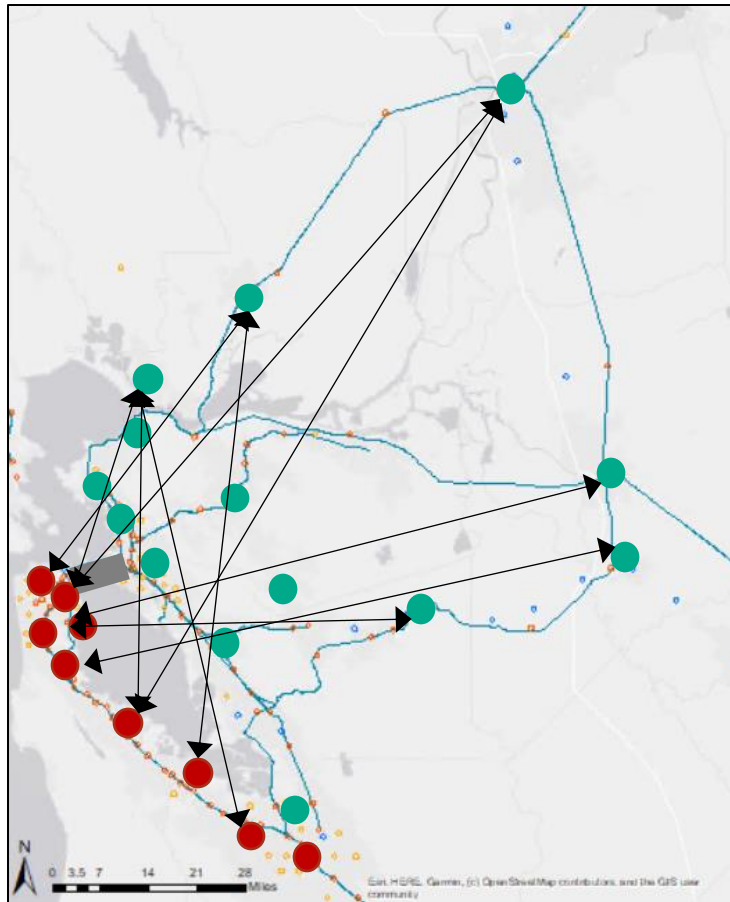 N
0 3.5 7 14 21 28
Miles
Esri, HERE, Garmin, (c) OpenStreetMap contributors, and the GIS user
community